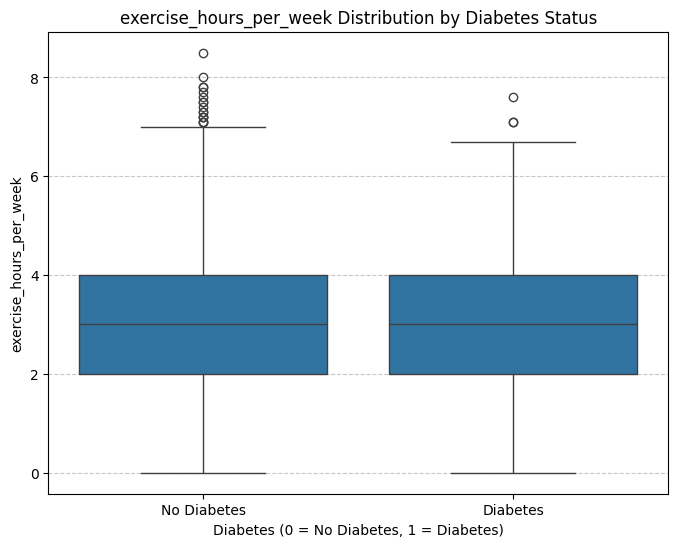 exercise_hours_per_week Distribution by Diabetes Status
exercise_hours_per_week
8
6
4
2
0
No Diabetes
Diabetes
Diabetes (0 = No Diabetes, 1 = Diabetes)